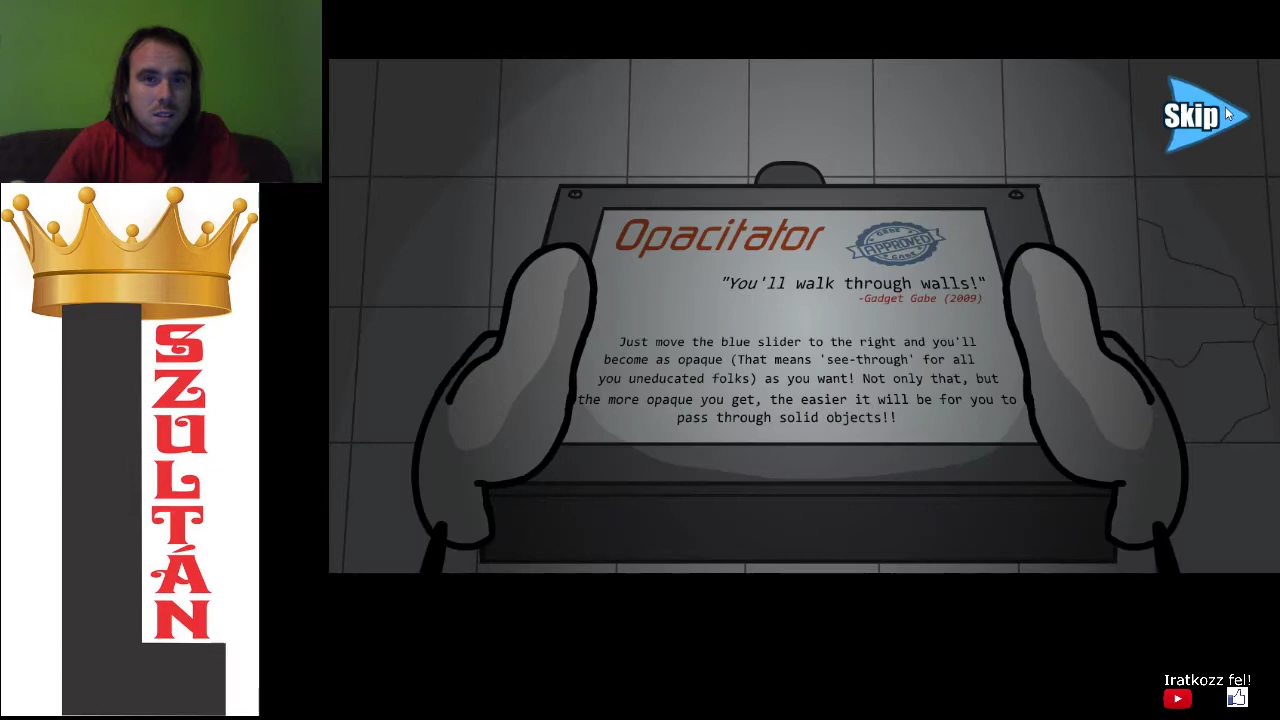 SZULTÁN
Skip
Opacitator
GABE
APPROVED
GABE
"You'll walk through walls!"
-Gadget Gabe (2009)
Just move the blue slider to the right and you'll
become as opaque (That means 'see-through' for all
you uneducated folks) as you want! Not only that, but
the more opaque you get, the easier it will be for you to
pass through solid objects!!
Iratkozz fel!